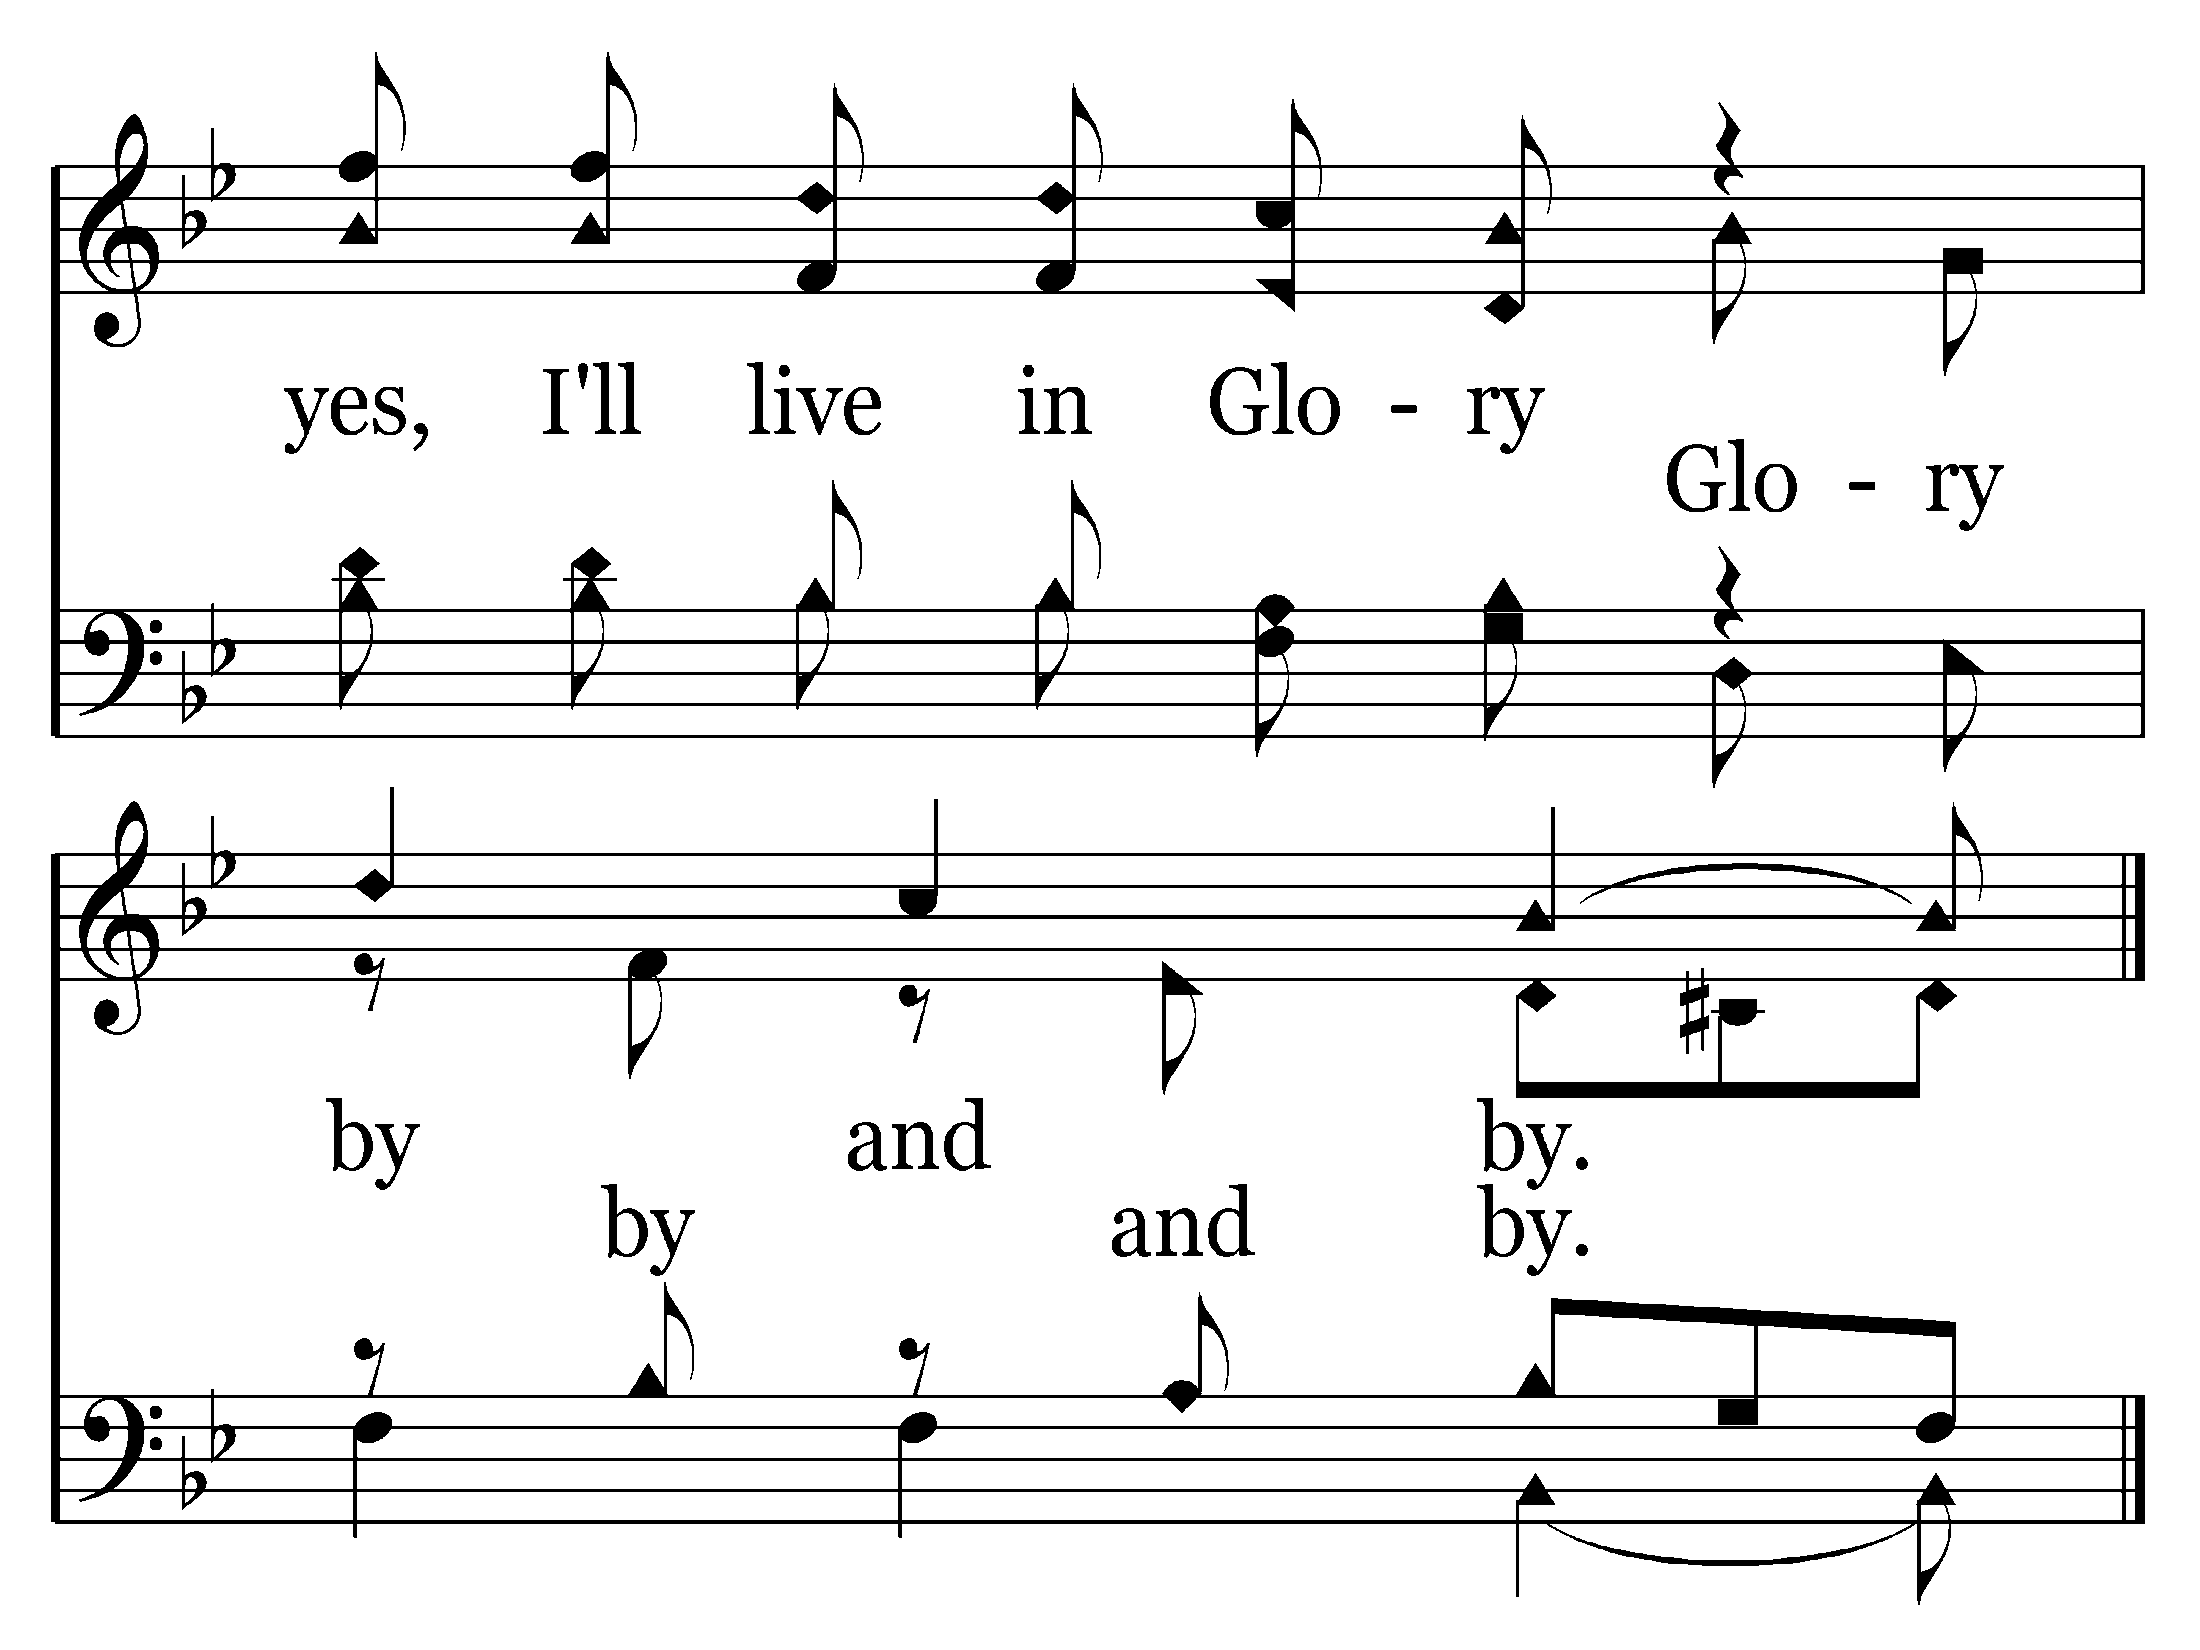 yes, I'll live in Glo - ry
Glo - ry
by and by.
by and by.